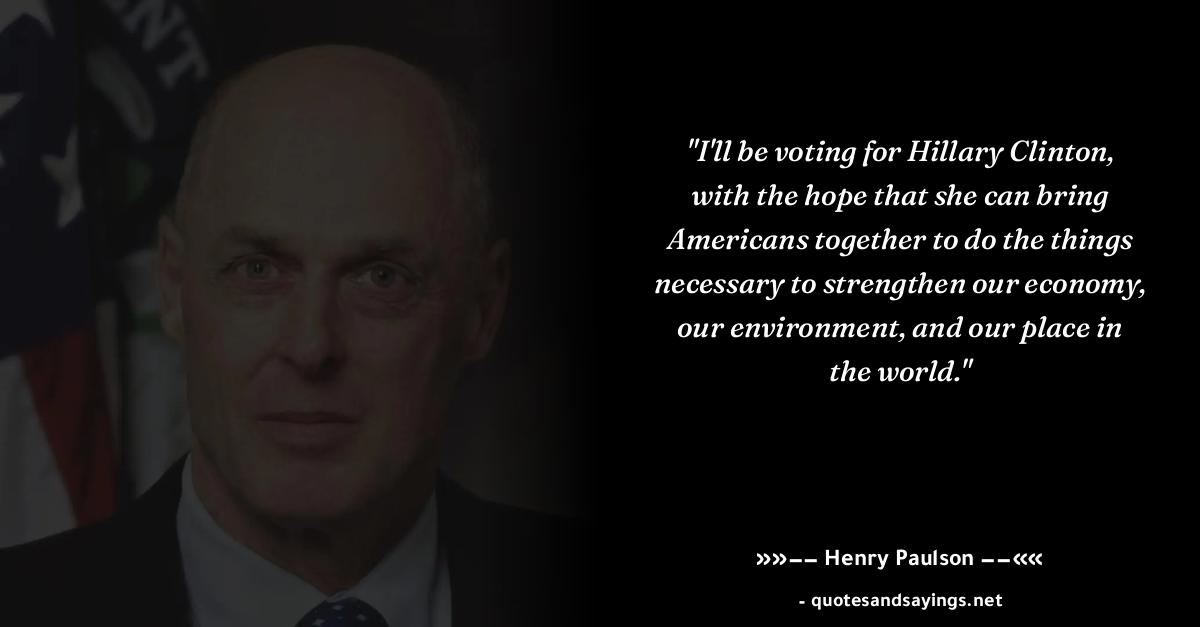 NT
"I'll be voting for Hillary Clinton,
with the hope that she can bring
Americans together to do the things
necessary to strengthen our economy,
our environment, and our place in
the world."
»»–– Henry Paulson ––««
- quotesandsayings.net